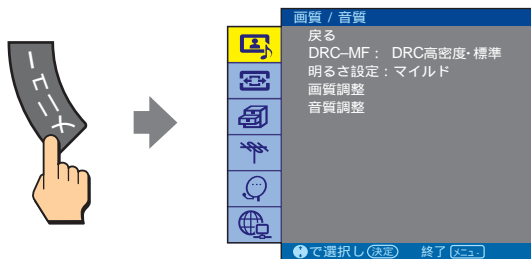 メニュー
画質 / 音質
戻る
DRC–MF： DRC高密度・標準
明るさ設定：マイルド
画質調整
音質調整
で選択し 決定 終了 メニュー